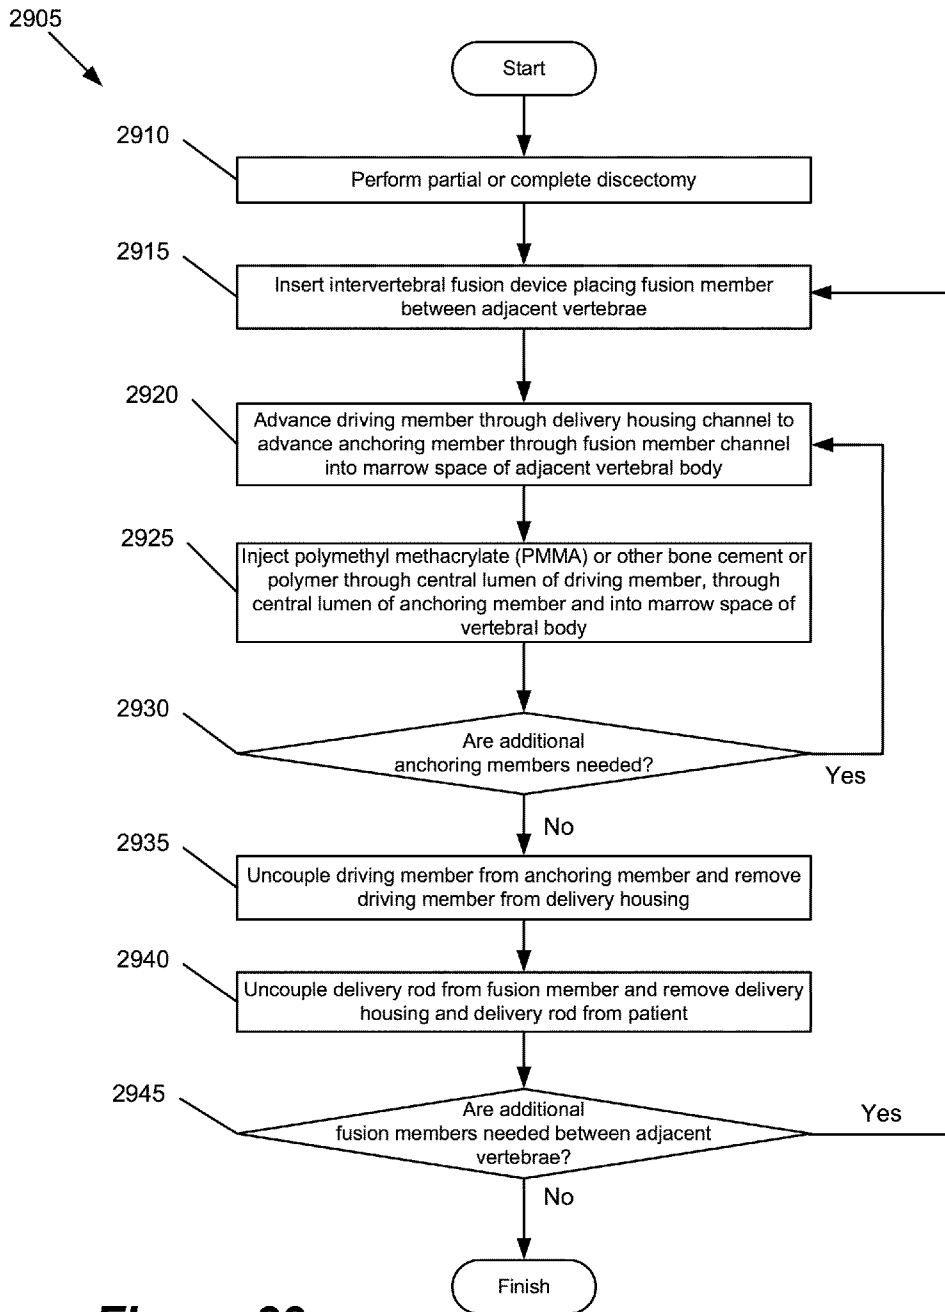 2905
Start
2910
Perform partial or complete discectomy
2915
Insert intervertebral fusion device placing fusion member
between adjacent vertebrae
2920
Advance driving member through delivery housing channel to
advance anchoring member through fusion member channel
into marrow space of adjacent vertebral body
2925
Inject polymethyl methacrylate (PMMA) or other bone cement or
polymer through central lumen of driving member, through
central lumen of anchoring member and into marrow space of
vertebral body
2930
Are additional
anchoring members needed?
Yes
No
2935
Uncouple driving member from anchoring member and remove
driving member from delivery housing
2940
Uncouple delivery rod from fusion member and remove delivery
housing and delivery rod from patient
2945
Are additional
fusion members needed between adjacent
vertebrae?
Yes
No
Finish